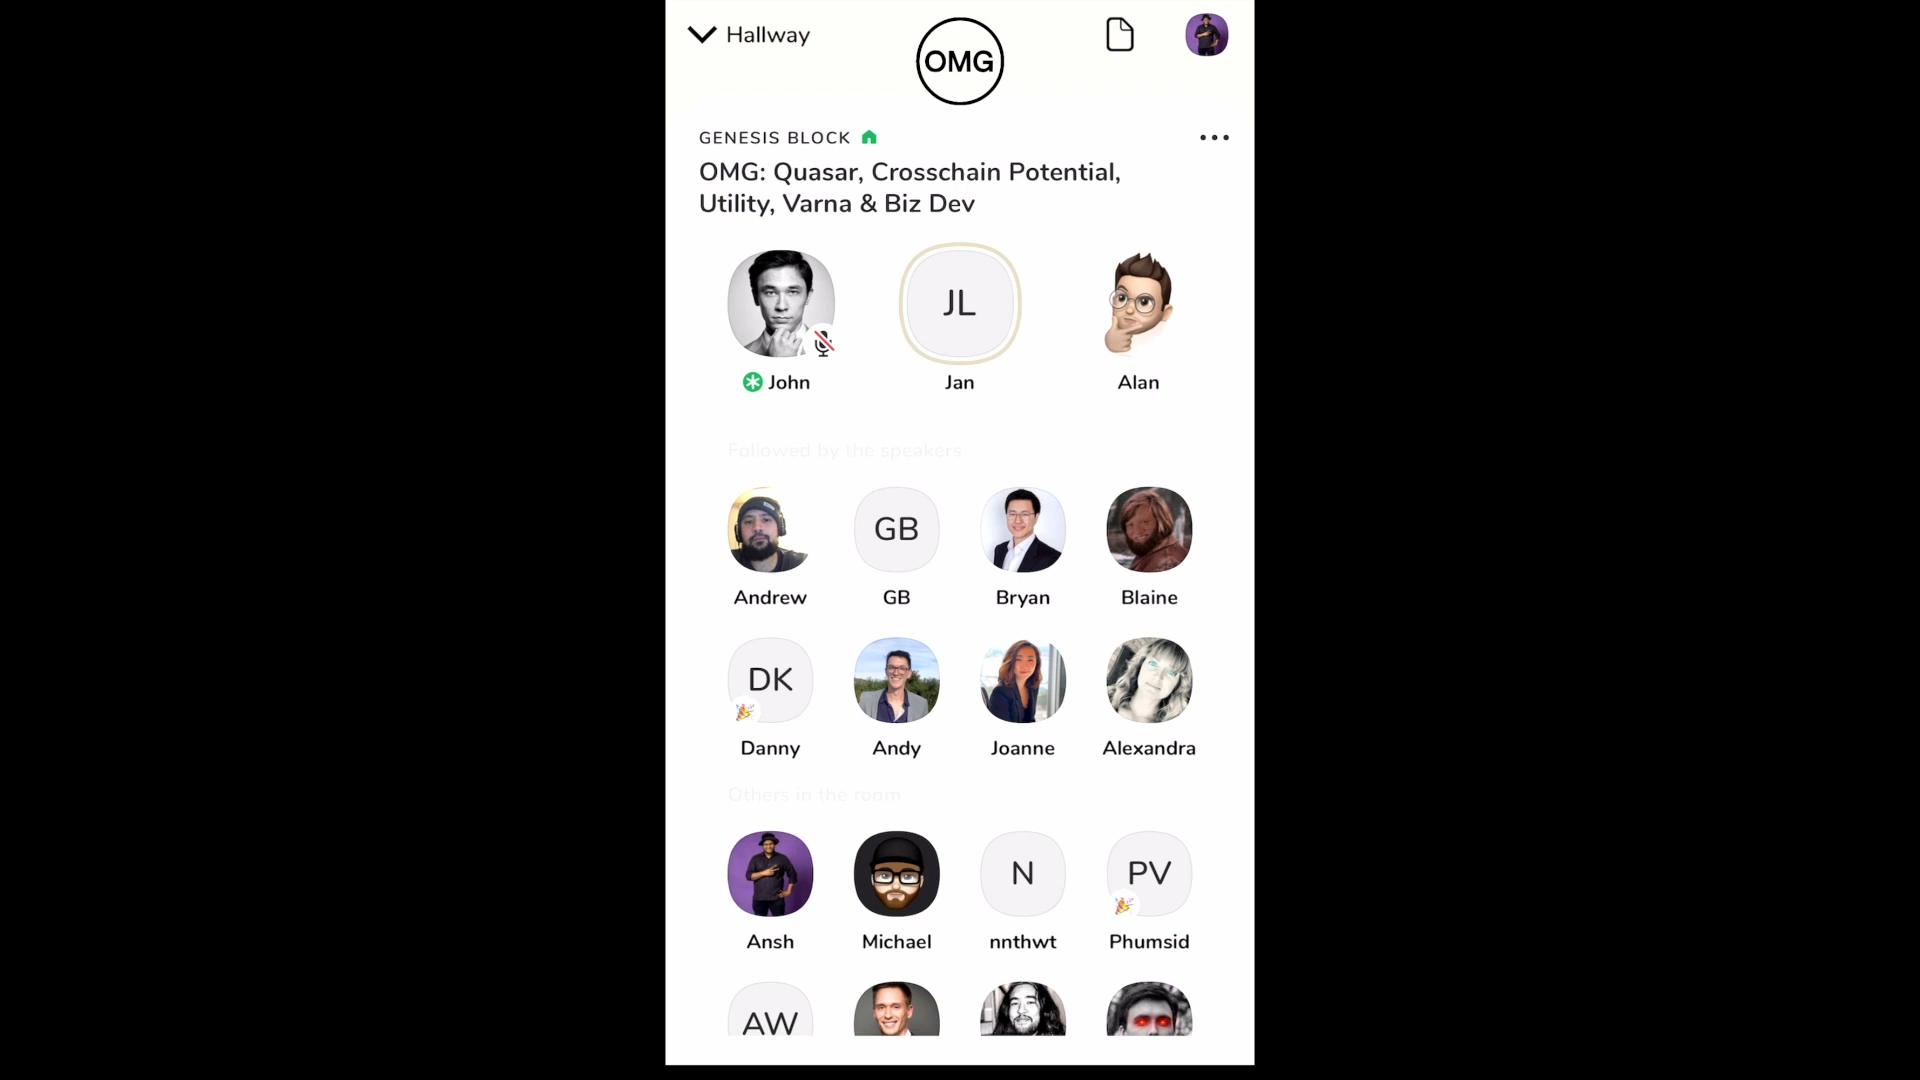 Hallway
OMG
GENESIS BLOCK
OMG: Quasar, Crosschain Potential,
Utility, Varna & Biz Dev
JL
John
Jan
Alan
Followed by the speakers
GB
Andrew
GB
Bryan
Blaine
DK
Danny
Andy
Joanne
Alexandra
Others in the room
N
PV
Ansh
Michael
nnthwt
Phumsid
AW